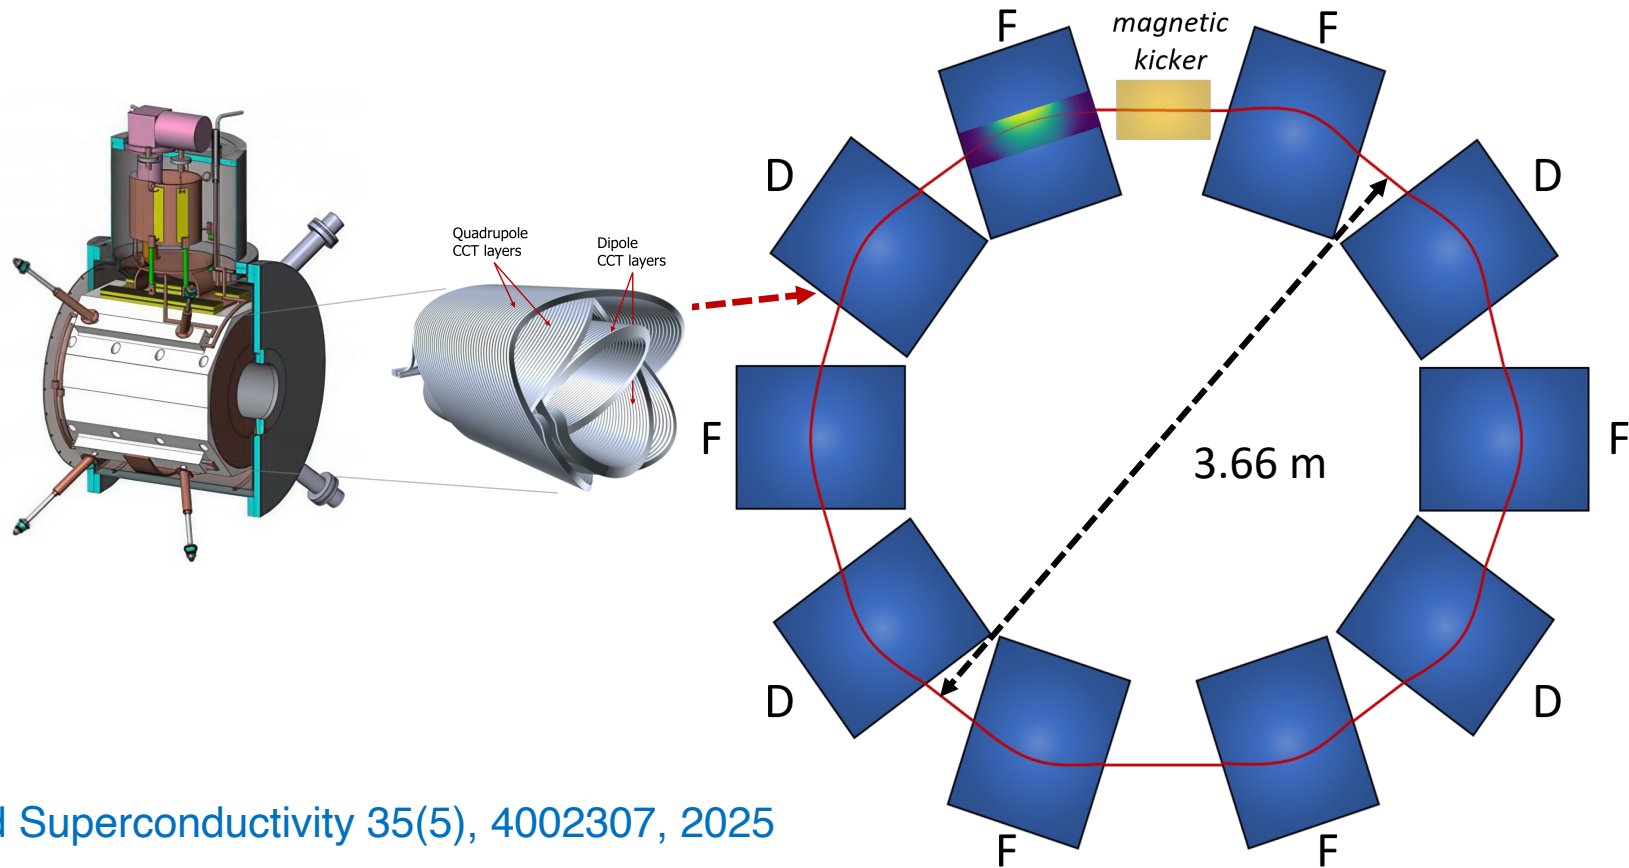 F
magnetic
kicker
F
D
D
Quadrupole
CCT layers
Dipole
CCT layers
F
3.66 m
F
D
D
d Superconductivity 35(5), 4002307, 2025
F
F